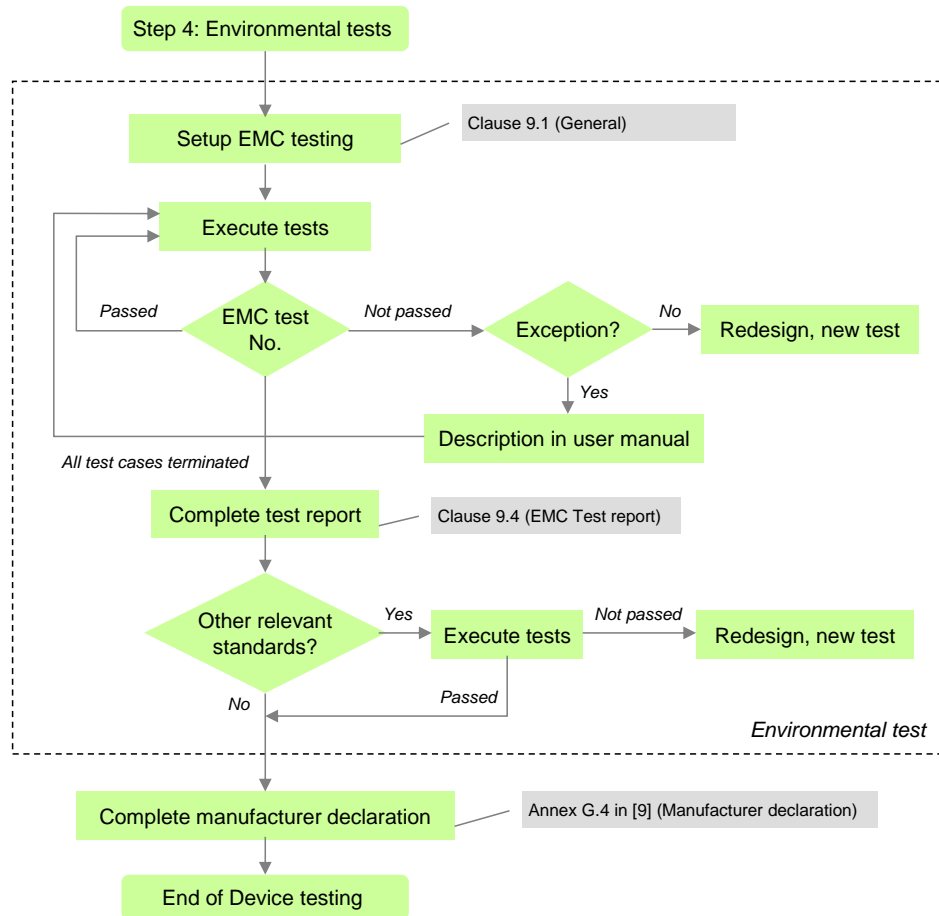 Step 4: Environmental tests
Clause 9.1 (General)
Setup EMC testing
Execute tests
Passed
EMC test
No.
Not passed
Exception?
No
Redesign, new test
Yes
Description in user manual
All test cases terminated
Complete test report
Clause 9.4 (EMC Test report)
Other relevant
standards?
Yes
Execute tests
Not passed
Redesign, new test
No
Passed
Environmental test
Complete manufacturer declaration
Annex G.4 in [9] (Manufacturer declaration)
End of Device testing